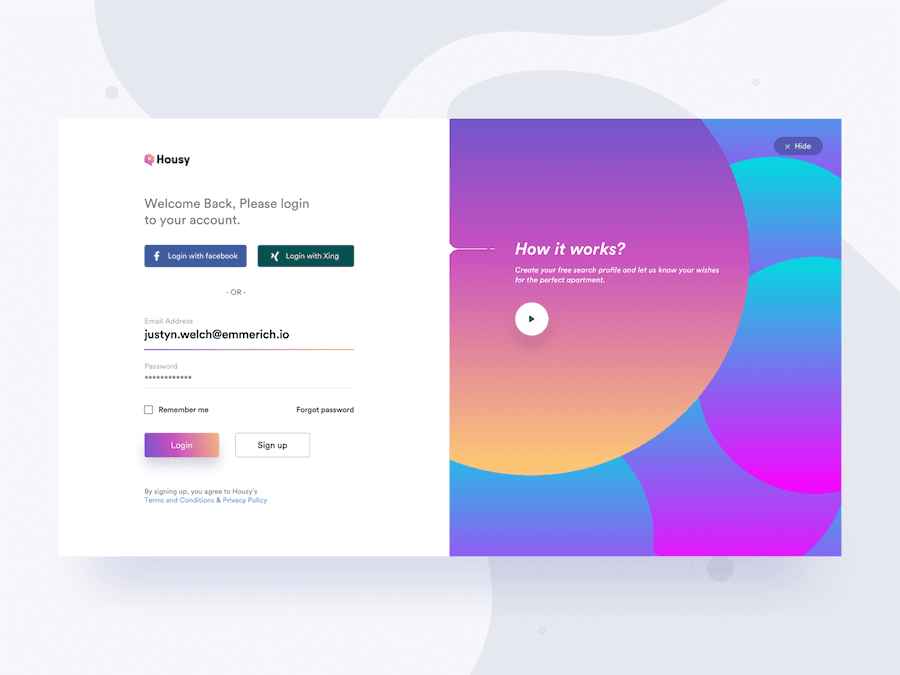 Housy
Welcome Back, Please login
to your account.
Login with facebook
Login with Xing
- OR -
Email Address
justyn.welch@emmerich.io
Password
************
Remember me
Forgot password
Login
Sign up
By signing up, you agree to Housy's
Terms and Conditions & Privacy Policy
× Hide
How it works?
Create your free search profile and let us know your wishes
for the perfect apartment.